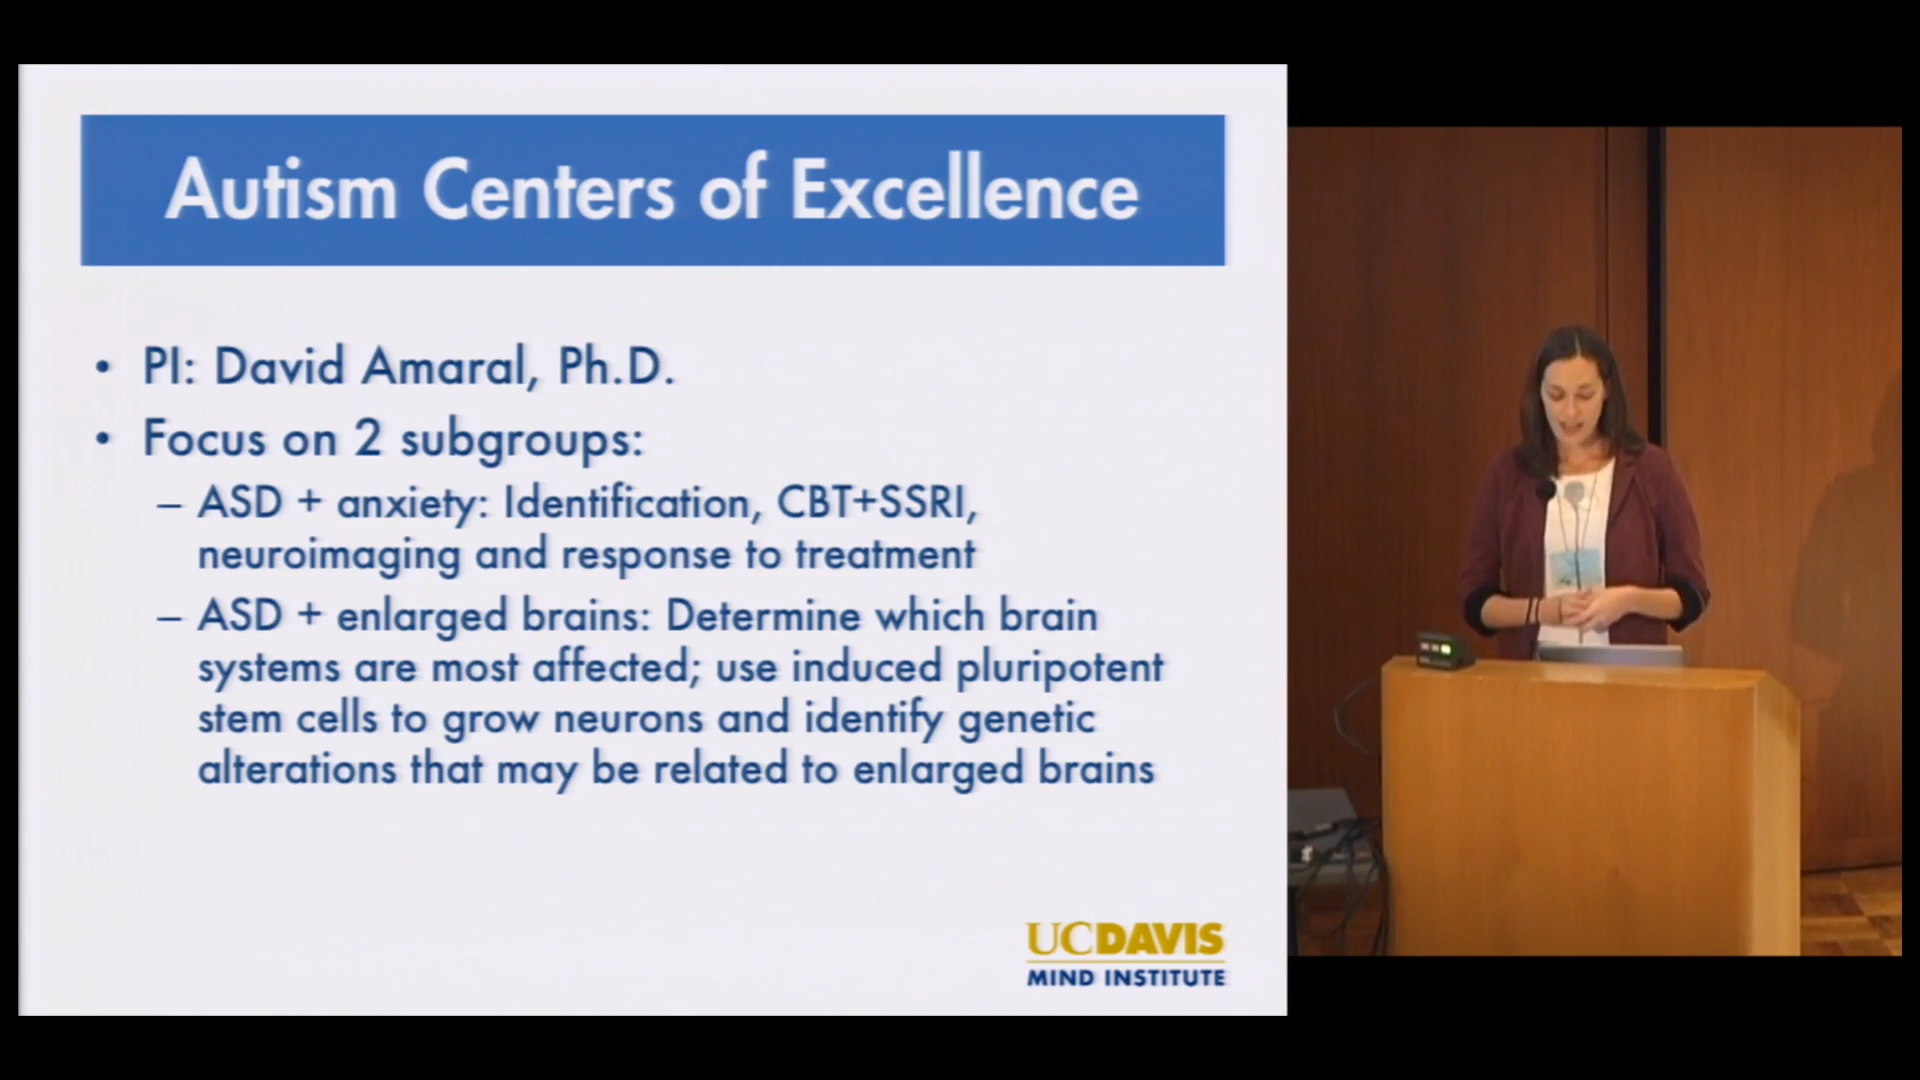 Autism Centers of Excellence
• PI: David Amaral, Ph.D.
• Focus on 2 subgroups:
– ASD + anxiety: Identification, CBT+SSRI,
neuroimaging and response to treatment
– ASD + enlarged brains: Determine which brain
systems are most affected; use induced pluripotent
stem cells to grow neurons and identify genetic
alterations that may be related to enlarged brains
UCDAVIS
MIND INSTITUTE